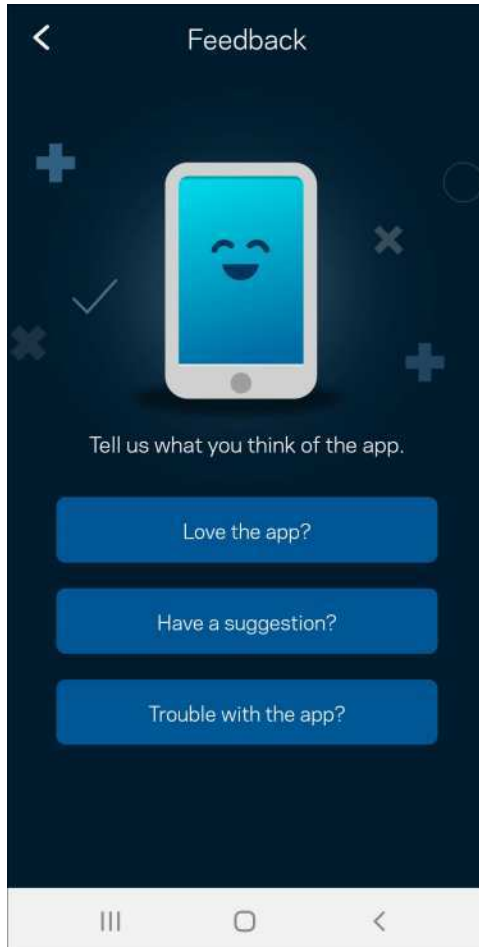 Feedback
Tell us what you think of the app.
Love the app?
Have a suggestion?
Trouble with the app?